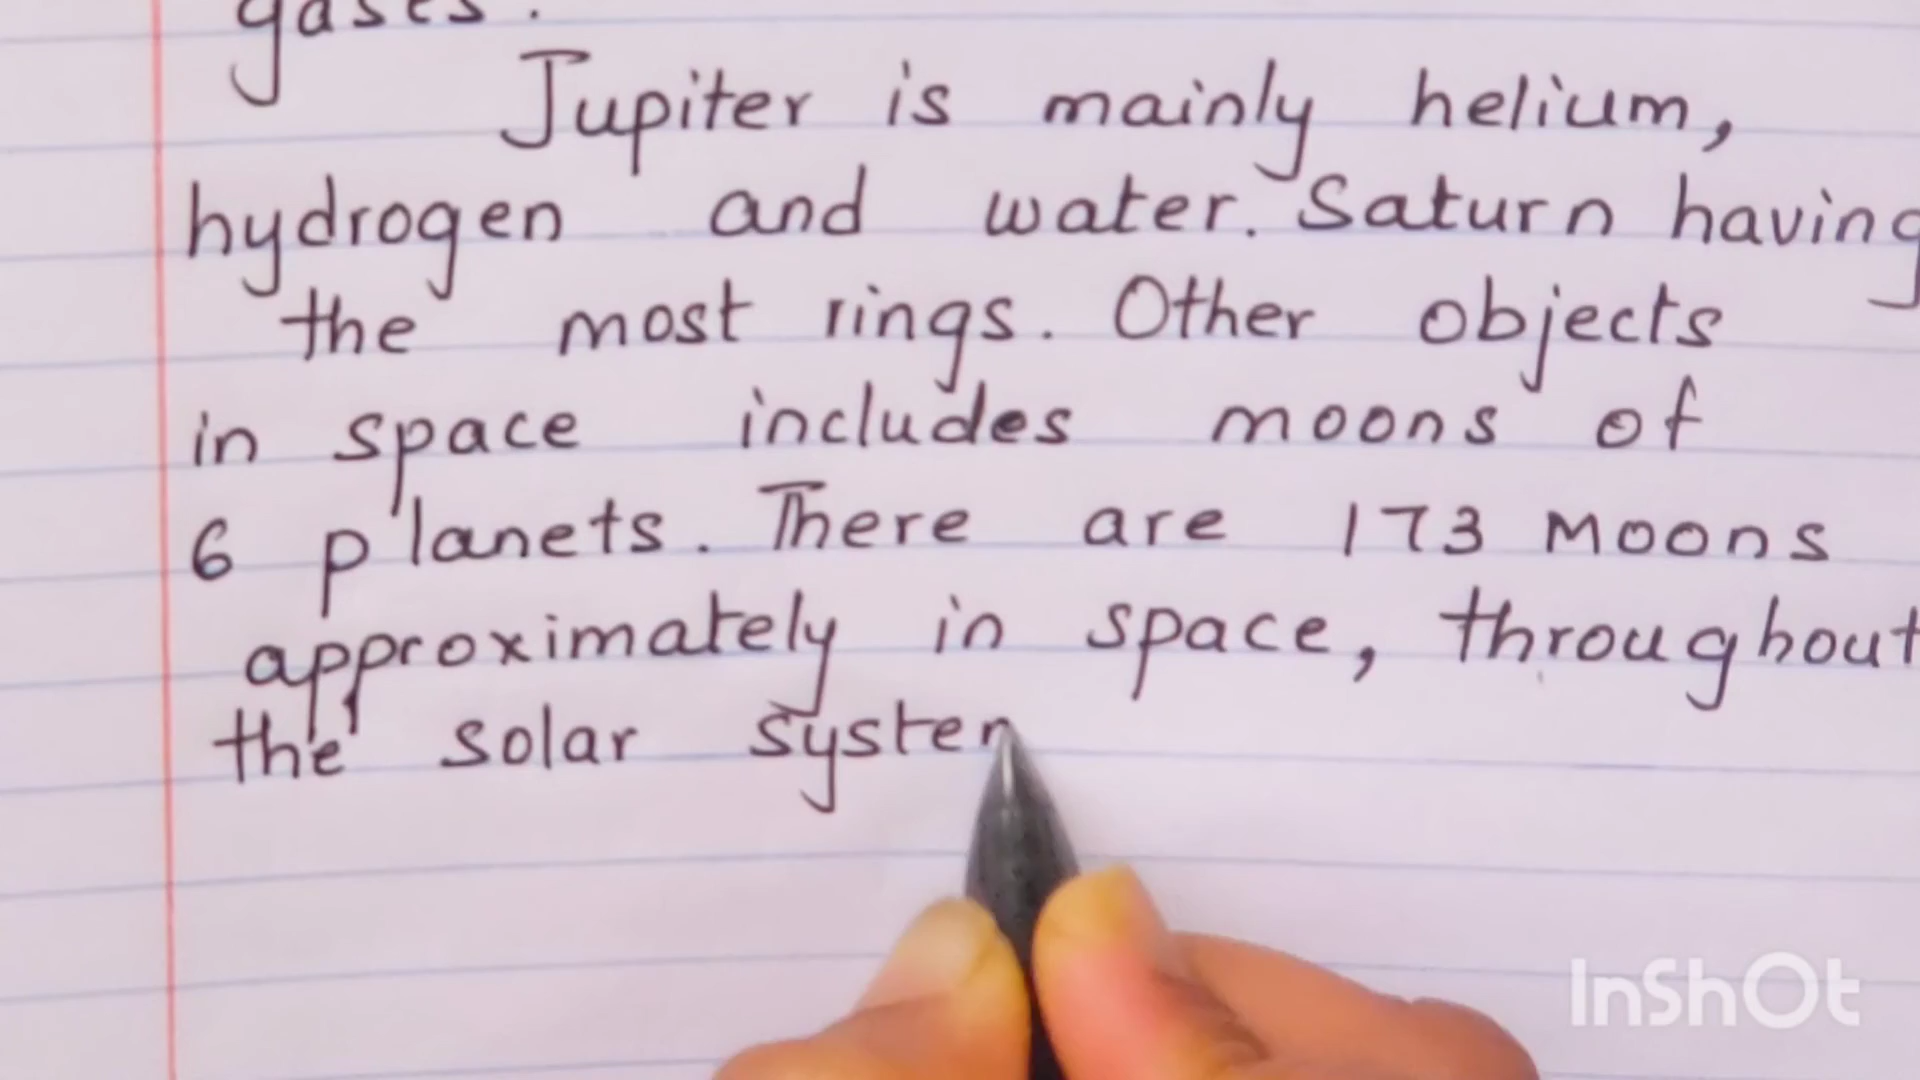 gases.
Jupiter is mainly helium,
hydrogen and water. Saturn having
the most rings. Other objects
in space includes moons of
6 planets. There are 173 Moons
approximately in space, throughout
the solar system
InShOt